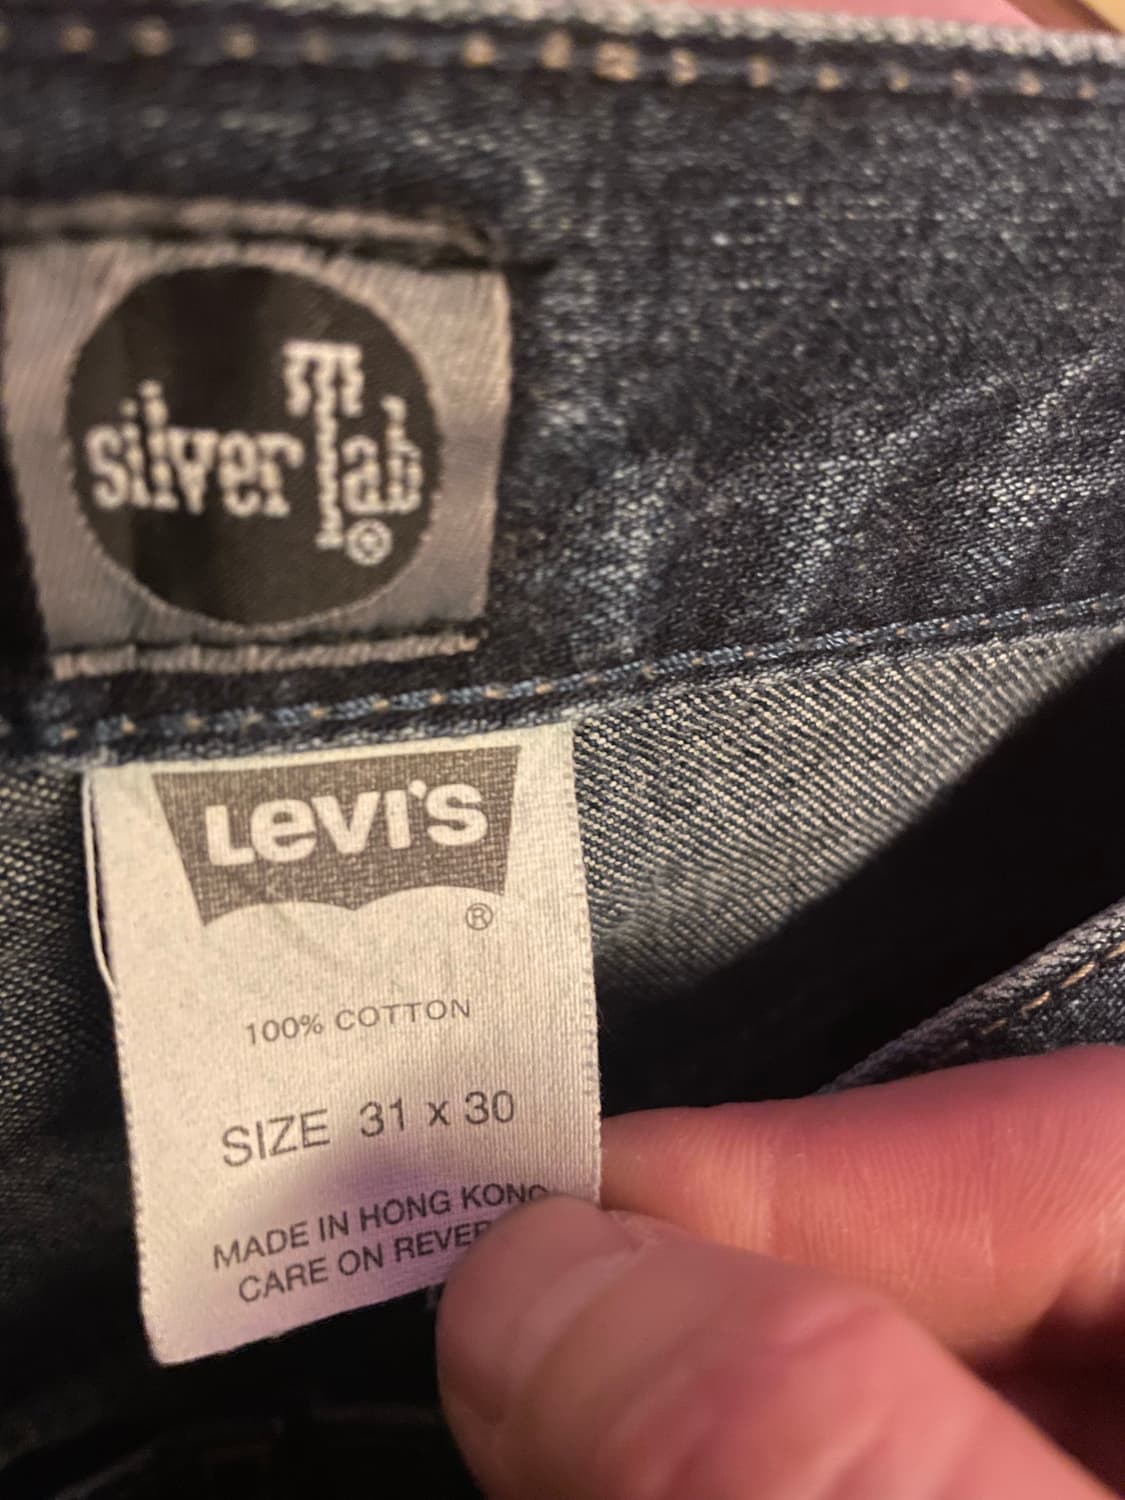 silver Tab
®
LEVI'S
®
100% COTTON
SIZE 31 x 30
MADE IN HONG
CARE ON